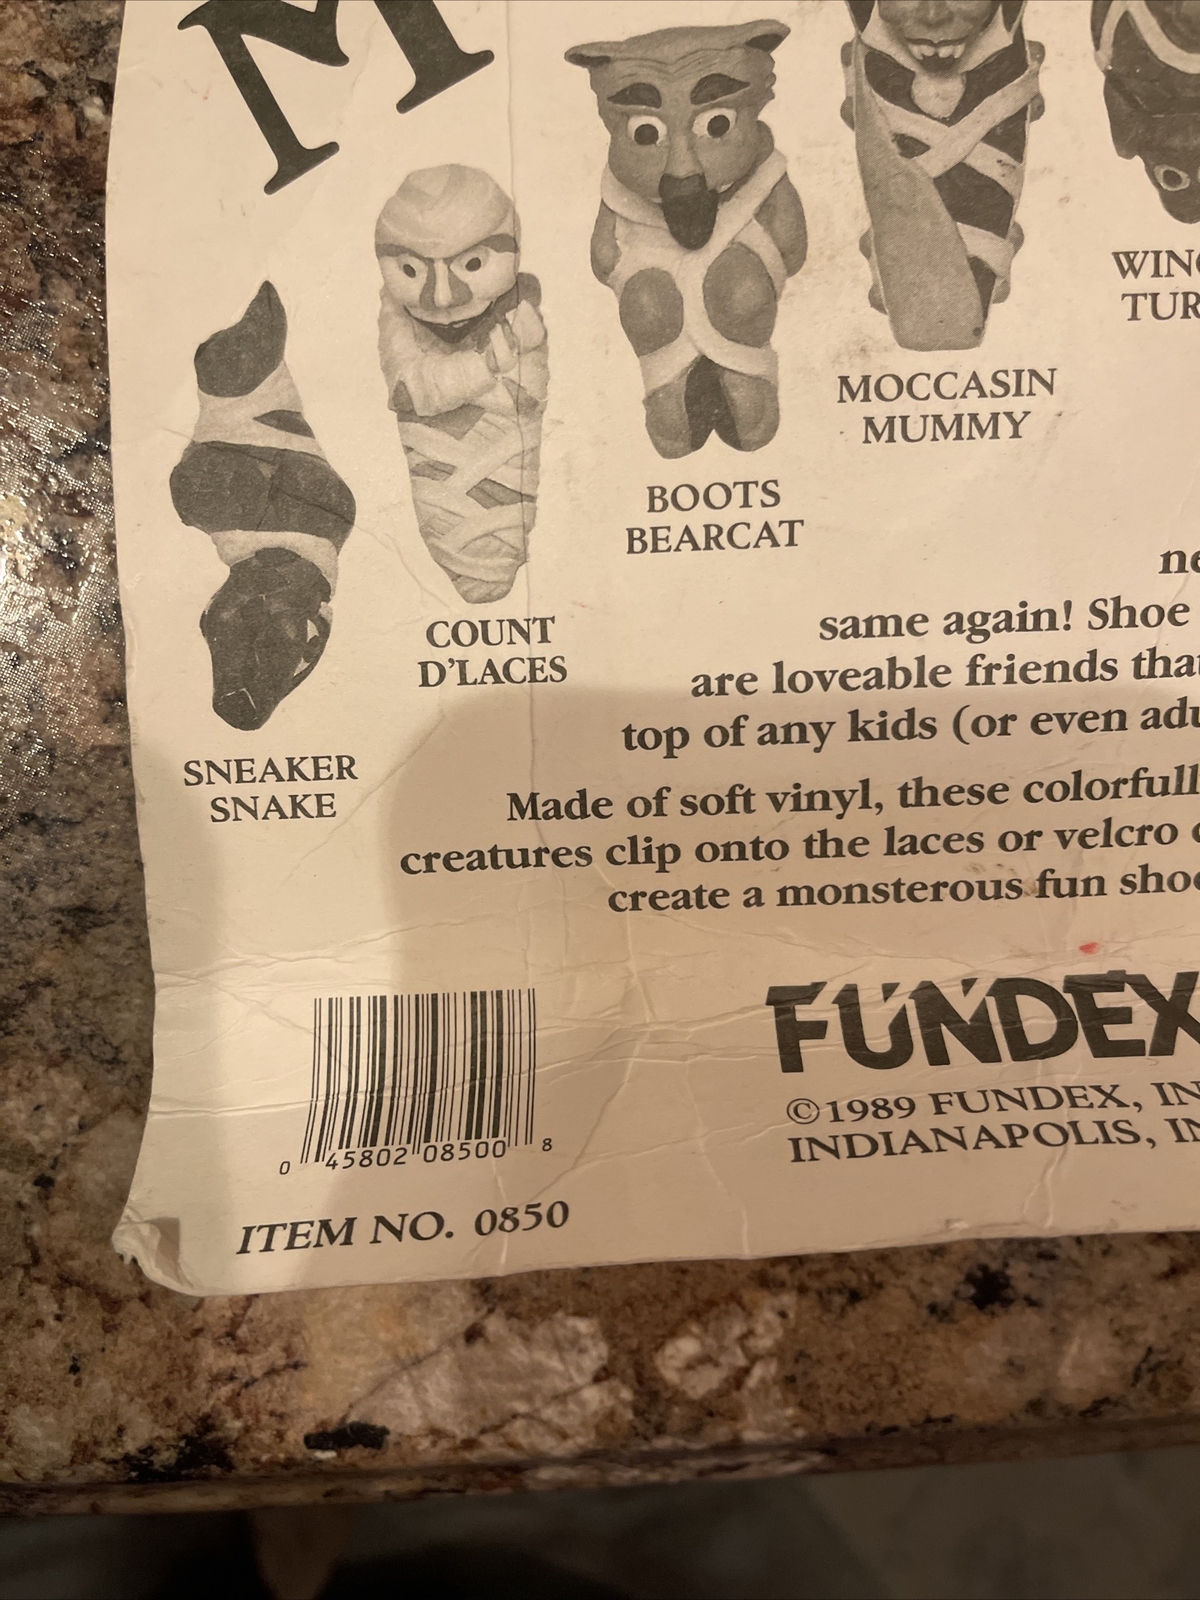 M
WING
TUR
MOCCASIN
MUMMY
BOOTS
BEARCAT
COUNT
D'LACES
SNEAKER
SNAKE
ne
same again! Shoe
are loveable friends tha
top of any kids (or even adu
Made of soft vinyl, these colorfull
creatures clip onto the laces or velcro
create a monsterous fun shoe
FUNDEX
©1989 FUNDEX, IN
INDIANAPOLIS, IN
0 45802 08500 8
ITEM NO. 0850